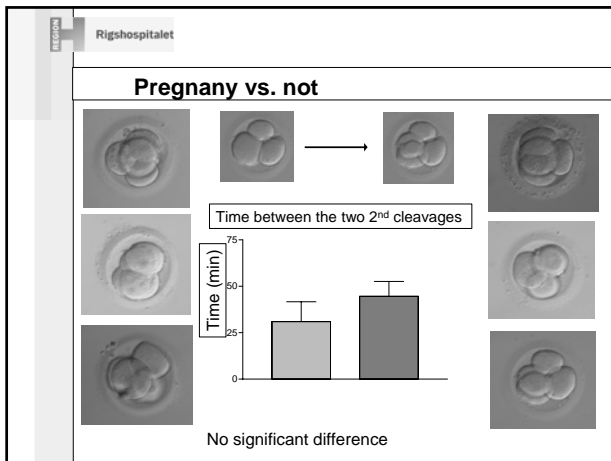 REGION
Rigshospitalet
Pregnany vs. not
Time between the two 2nd cleavages
Time (min)
75
50
25
0
No significant difference